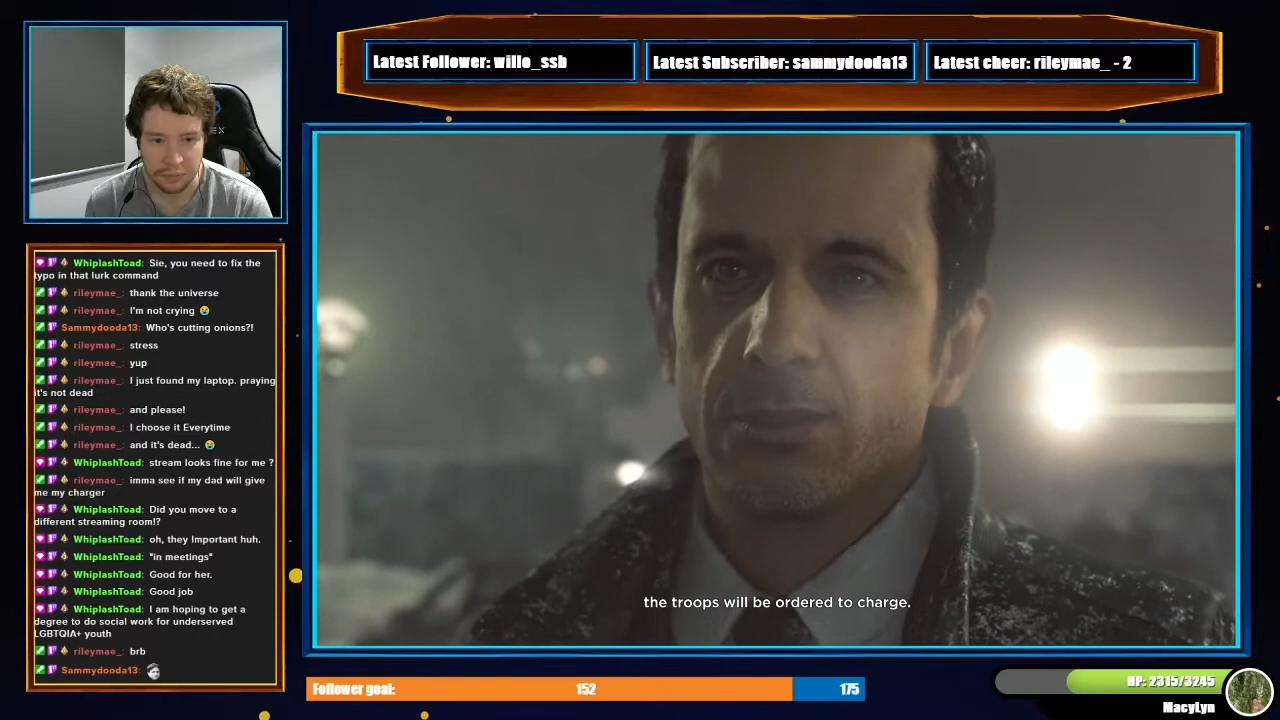 Latest Follower: willo_ssb
Latest Subscriber: sammydooda13
Latest cheer: rileymae_ - 2
EX
WhiplashToad: Sie, you need to fix the
typo in that lurk command
rileymae_: thank the universe
rileymae_: I'm not crying 😭
Sammydooda13: Who's cutting onions?!
rileymae_: stress
rileymae_: yup
rileymae_: I just found my laptop. praying
it's not dead
rileymae_: and please!
rileymae_: I choose it Everytime
rileymae_: and it's dead... 😭
WhiplashToad: stream looks fine for me ?
rileymae_: imma see if my dad will give
me my charger
WhiplashToad: Did you move to a
different streaming room!?
WhiplashToad: oh, they Important huh.
WhiplashToad: "in meetings"
WhiplashToad: Good for her.
WhiplashToad: Good job
WhiplashToad: I am hoping to get a
degree to do social work for underserved
LGBTQIA+ youth
rileymae_: brb
Sammydooda13:
the troops will be ordered to charge.
Follower goal: 152 175
HP: 2315/3245
MacyLyn